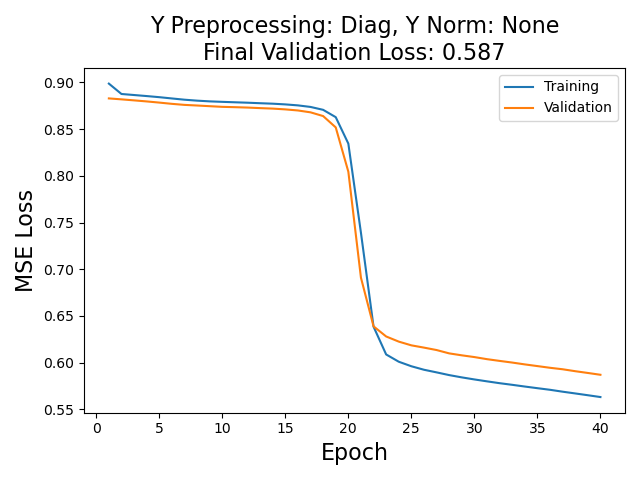 Y Preprocessing: Diag, Y Norm: None
Final Validation Loss: 0.587
Training
Validation
MSE Loss
0.90
0.85
0.80
0.75
0.70
0.65
0.60
0.55
0 5 10 15 20 25 30 35 40
Epoch